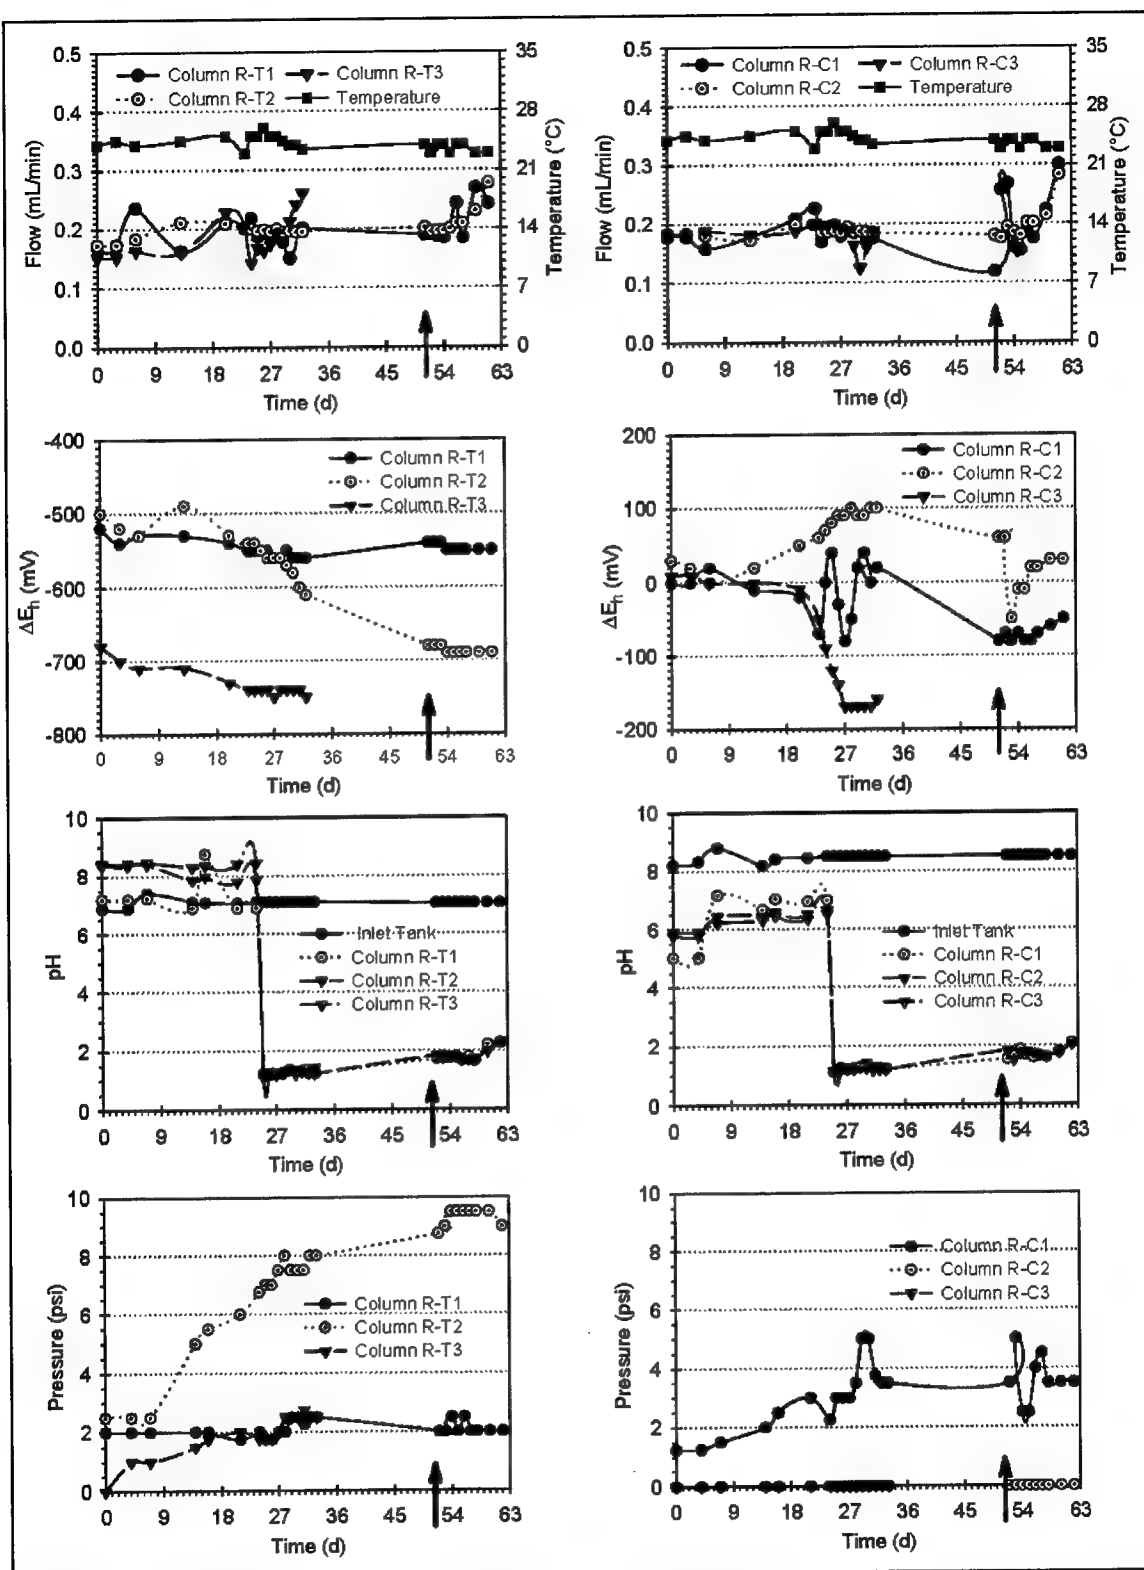 0.5 35 0.5 35
Column R-T1 Column R-T3 Column R-C1 Column R-C3
Column R-T2 Temperature Column R-C2 Temperature
0.4 28 0.4 28
0.3 21 0.3 21
0.2 14 0.2 14
0.1 7 0.1 7
0.0 0 0.0 0
Flow (mL/min) Temperature (°C) Flow (mL/min) Temperature (°C)
0 9 18 27 36 45 54 63 0 9 18 27 36 45 54 63
Time (d) Time (d)
-400 200
Column R-T1 Column R-C1
Column R-T2 Column R-C2
Column R-T3 Column R-C3
-500 100
-600 0
-700 -100
-800 -200
ΔEh (mV) ΔEh (mV)
0 9 18 27 36 45 54 63 0 9 18 27 36 45 54 63
Time (d) Time (d)
10 10
8 8
6 6
Inlet Tank Inlet Tank
Column R-T1 Column R-C1
Column R-T2 Column R-C2
Column R-T3 Column R-C3
4 4
2 2
0 0
pH pH
0 9 18 27 36 45 54 63 0 9 18 27 36 45 54 63
Time (d) Time (d)
10 10
8 8
Column R-C1
Column R-C2
Column R-C3
6 6
Column R-T1
Column R-T2
Column R-T3
4 4
2 2
0 0
Pressure (psi) Pressure (psi)
0 9 18 27 36 45 54 63 0 9 18 27 36 45 54 63
Time (d) Time (d)